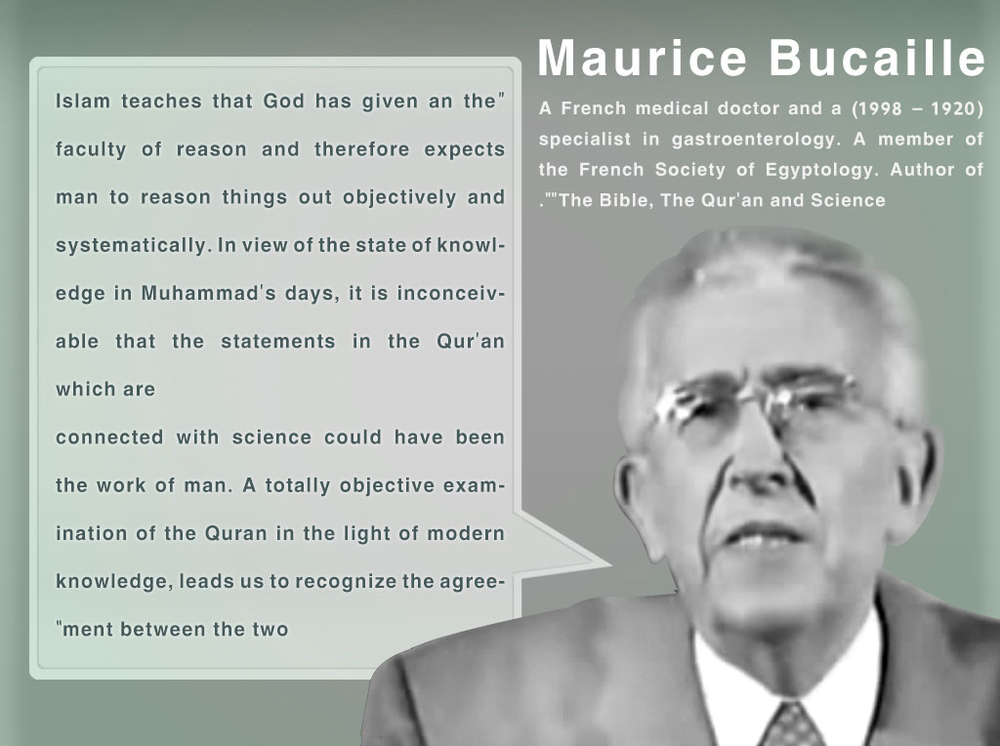 Maurice Bucaille
A French medical doctor and a (1998 – 1920)
specialist in gastroenterology. A member of
the French Society of Egyptology. Author of
.""The Bible, The Qur'an and Science
Islam teaches that God has given an the"
faculty of reason and therefore expects
man to reason things out objectively and
systematically. In view of the state of knowl-
edge in Muhammad's days, it is inconceiv-
able that the statements in the Qur'an
which are
connected with science could have been
the work of man. A totally objective exam-
ination of the Quran in the light of modern
knowledge, leads us to recognize the agree-
"ment between the two